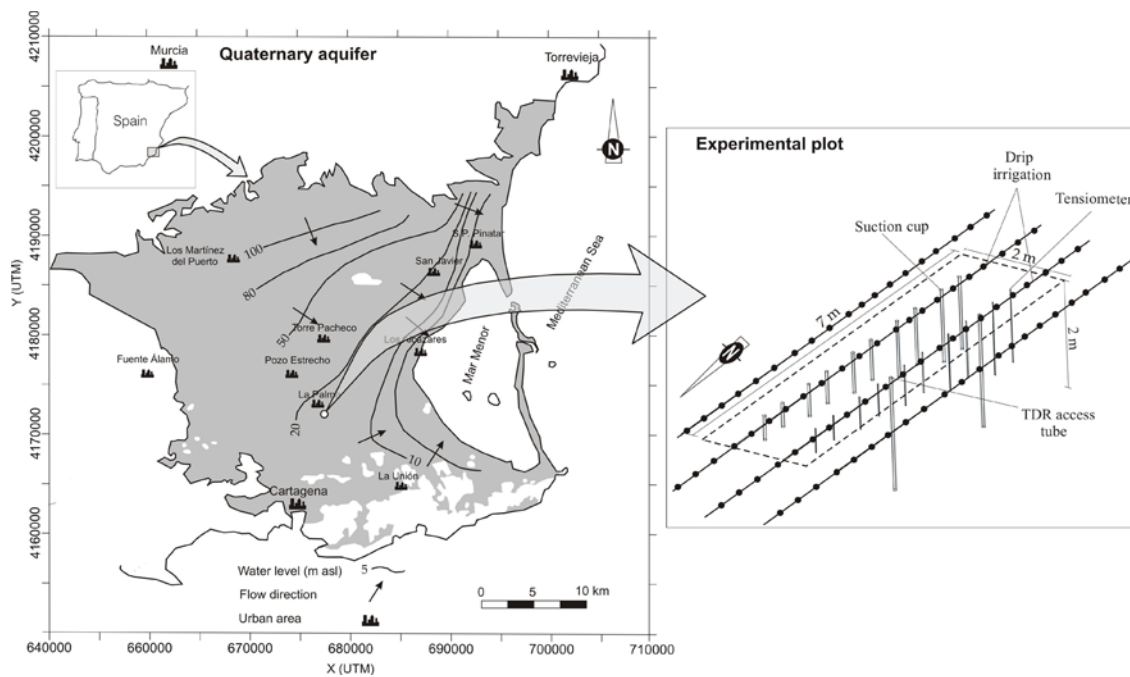 Quaternary aquifer
Murcia
Torrevieja
Spain
N
S.P. Pinatar
Los Martínez
del Puerto
100
80
San Javier
50
Torre Pacheco
Los Alcázares
Mar Menor
Mediterranean Sea
Fuente Álamo
Pozo Estrecho
La Palma
20
10
La Unión
Cartagena
Water level (m asl)
5
Flow direction
Urban area
0 5 10 km
4210000
4200000
4190000
4180000
4170000
4160000
Y (UTM)
640000 660000 670000 680000 690000 700000 710000
X (UTM)
Experimental plot
Drip
irrigation
Tensiometer
Suction cup
2 m
7 m
2 m
N
TDR access
tube